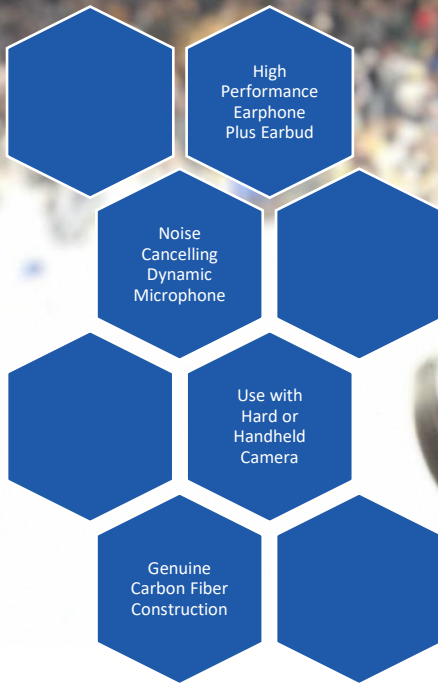 High
Performance
Earphone
Plus Earbud
Noise
Cancelling
Dynamic
Microphone
Use with
Hard or
Handheld
Camera
Genuine
Carbon Fiber
Construction